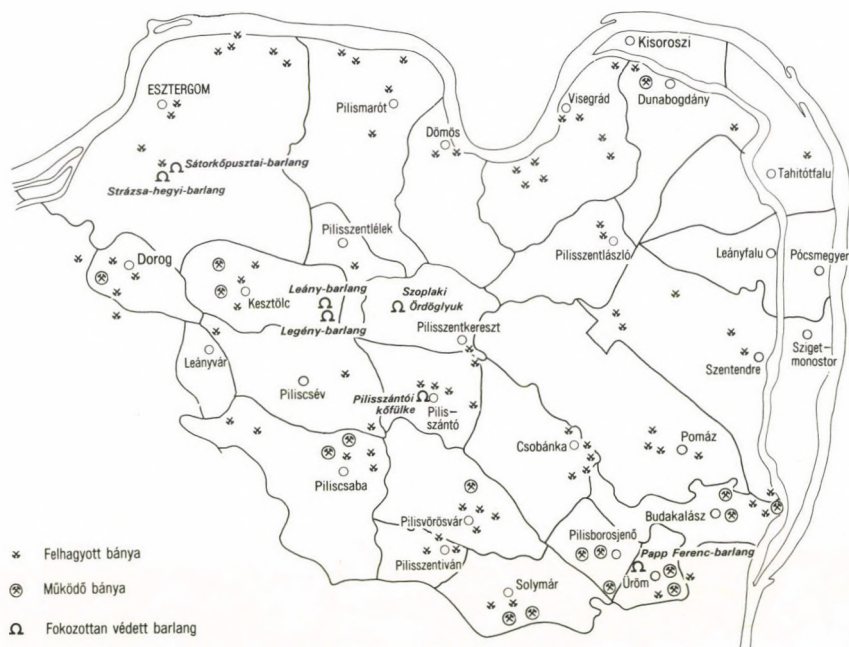 Kisoroszi
ESZTERGOM
Pilismarót
Visegrád
Dunabogdány
Dömös
Sátorkőpusztai-barlang
Strázsa-hegyi-barlang
Tahitótfalu
Pilisszentlélek
Pilisszentlászló
Leányfalu
Pócsmegyer
Dorog
Kesztölc
Leány-barlang
Legény-barlang
Szoplaki
Ördöglyuk
Pilisszentkereszt
Leányvár
Piliscsév
Szentendre
Sziget-
monostor
Pilisszántói
kőfülke
Pilis-
szántó
Csobánka
Pomáz
Piliscsaba
Pilisvörösvár
Budakalász
Pilisszentiván
Pilisborosjenő
Papp Ferenc-barlang
Üröm
Solymár
Felhagyott bánya
Működő bánya
Fokozottan védett barlang